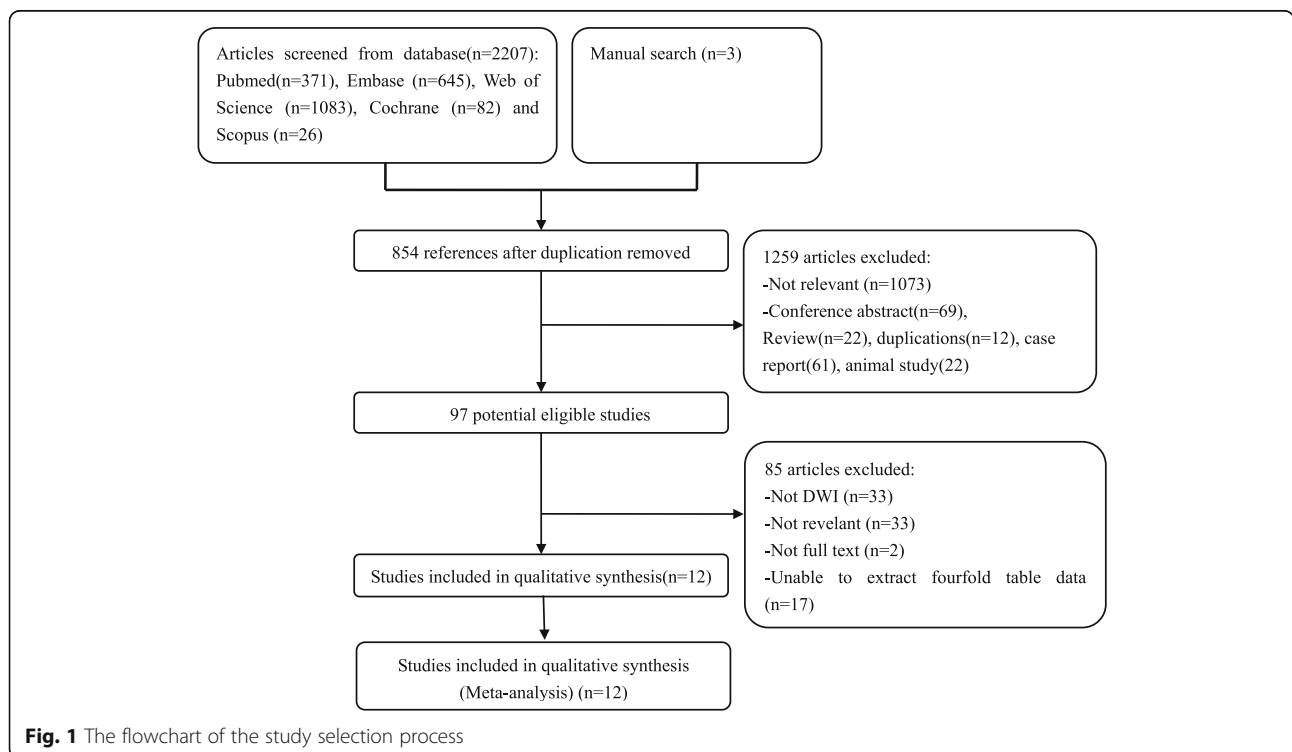 Articles screened from database(n=2207):
Pubmed(n=371), Embase (n=645), Web of
Science (n=1083), Cochrane (n=82) and
Scopus (n=26)
Manual search (n=3)
854 references after duplication removed
1259 articles excluded:
-Not relevant (n=1073)
-Conference abstract(n=69),
Review(n=22), duplications(n=12), case
report(61), animal study(22)
97 potential eligible studies
85 articles excluded:
-Not DWI (n=33)
-Not revelant (n=33)
-Not full text (n=2)
-Unable to extract fourfold table data
(n=17)
Studies included in qualitative synthesis(n=12)
Studies included in qualitative synthesis
(Meta-analysis) (n=12)
Fig. 1 The flowchart of the study selection process